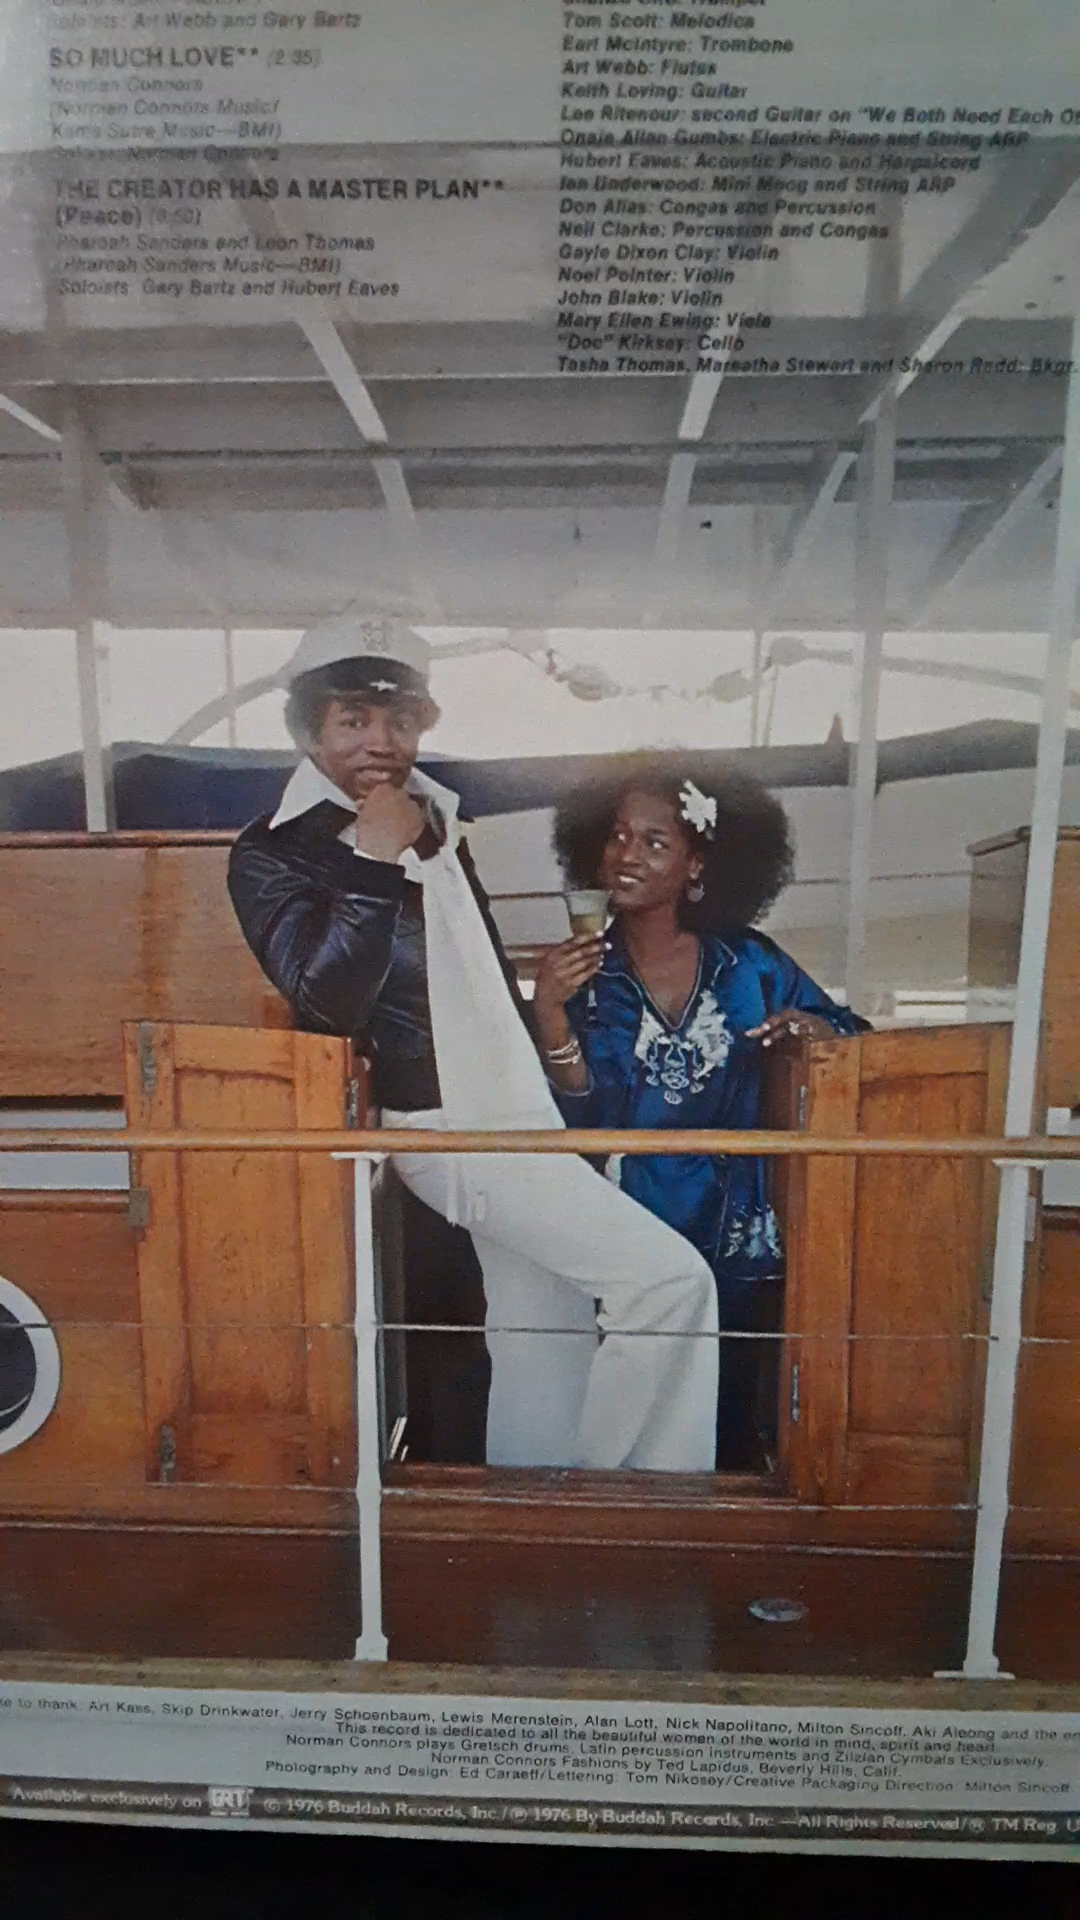 Soloists: Art Webb and Gary Bartz
SO MUCH LOVE** (2:35)
Norman Connors
(Norman Connors Music/
Kama Sutra Music—BMI)
Soloist: Norman Connors
THE CREATOR HAS A MASTER PLAN**
(Peace)
Pharoah Sanders and Leon Thomas
(Pharoah Sanders Music—BMI)
Soloists: Gary Bartz and Hubert Eaves
Tom Scott: Melodica
Earl McIntyre: Trombone
Art Webb: Flutes
Keith Loving: Guitar
Lee Ritenour: second Guitar on "We Both Need Each
Onaje Allan Gumbs: Electric Piano and String ARP
Hubert Eaves: Acoustic Piano and Harpsicord
Ian Underwood: Mini Moog and String ARP
Don Alias: Congas and Percussion
Neil Clarke: Percussion and Congas
Gayle Dixon Clay: Violin
Noel Pointer: Violin
John Blake: Violin
Mary Ellen Ewing: Viola
"Doc" Kirksey: Cello
Tasha Thomas, Mareatha Stewart and Sharon Redd: Bkgr.
to thank: Art Kass, Skip Drinkwater, Jerry Schoenbaum, Lewis Merenstein, Alan Lott, Nick Napolitano, Milton Sincoff, Aki Aleong and the
This record is dedicated to all the beautiful women of the world in mind, spirit and head.
Norman Connors plays Gretsch drums, Latin percussion instruments and Zilzian Cymbals Exclusively.
Norman Connors Fashions by Ted Lapidus, Beverly Hills, Calif.
Photography and Design: Ed Caraeff/Lettering: Tom Nikosey/Creative Packaging Direction: Milton Sincoff.
Available exclusively on GRT © 1976 Buddah Records, Inc./℗ 1976 By Buddah Records, Inc.—All Rights Reserved/® TM Reg. U